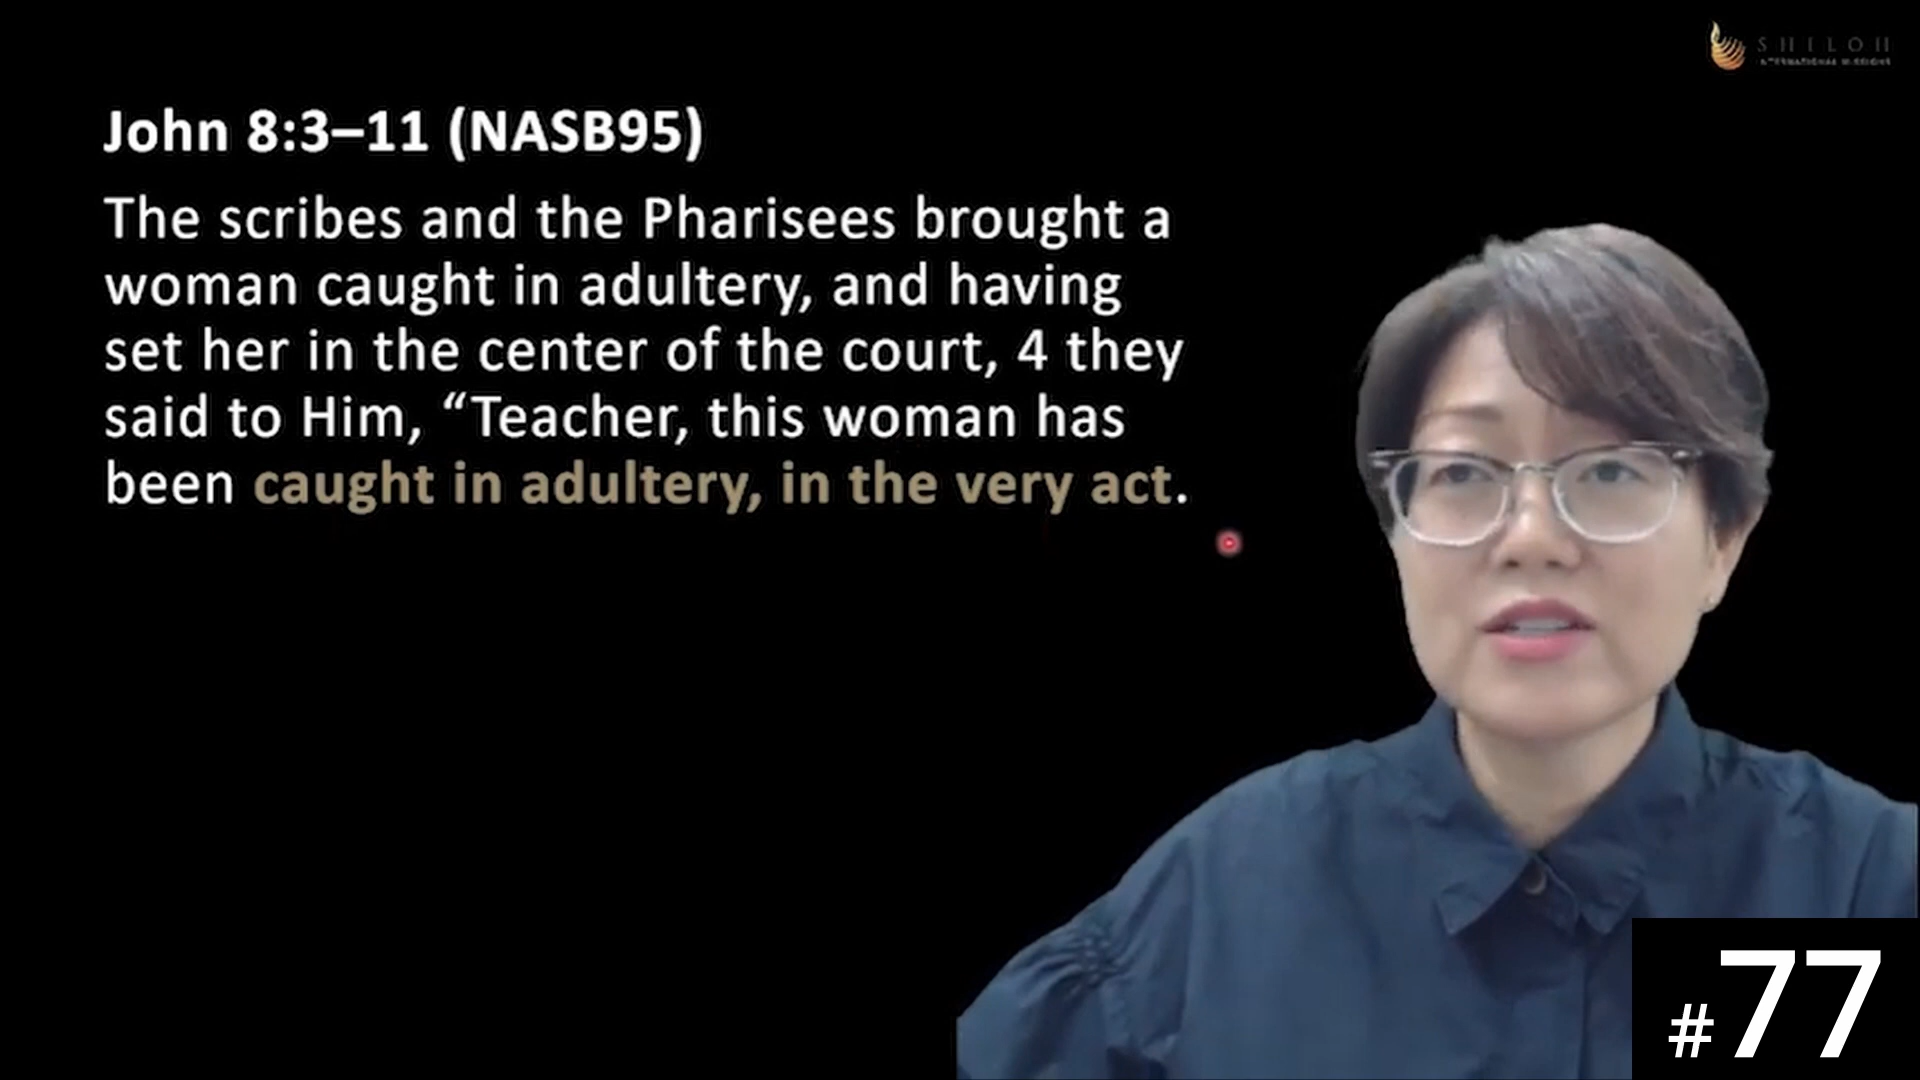 SHILOH
INTERNATIONAL MISSIONS
John 8:3–11 (NASB95)
The scribes and the Pharisees brought a
woman caught in adultery, and having
set her in the center of the court, 4 they
said to Him, “Teacher, this woman has
been caught in adultery, in the very act.
#77